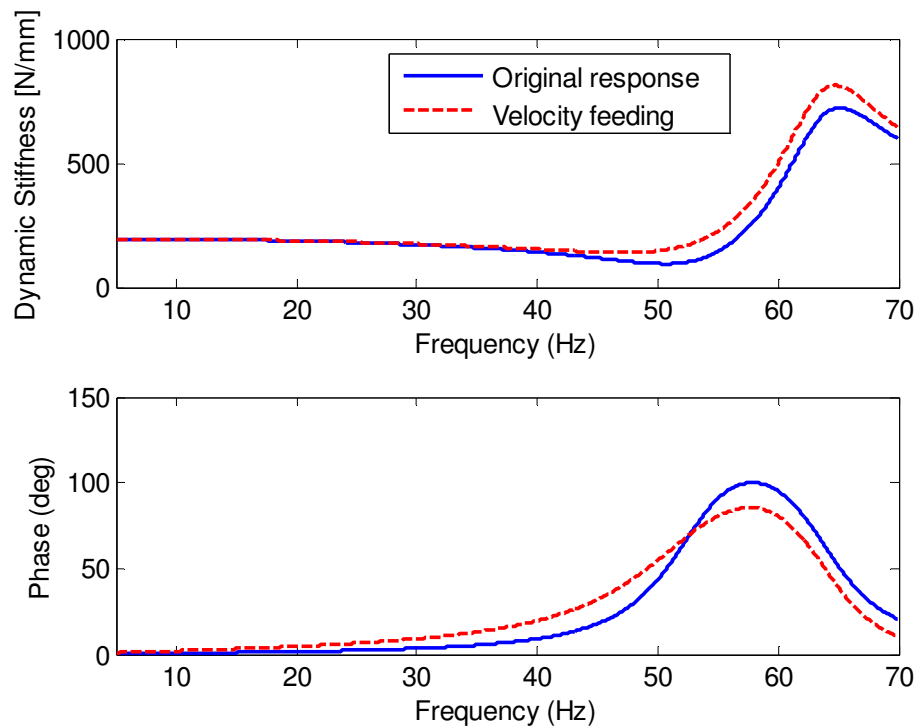 1000
500
0
Dynamic Stiffness [N/mm]
Original response
Velocity feeding
10 20 30 40 50 60 70
Frequency (Hz)
150
100
50
0
Phase (deg)
10 20 30 40 50 60 70
Frequency (Hz)